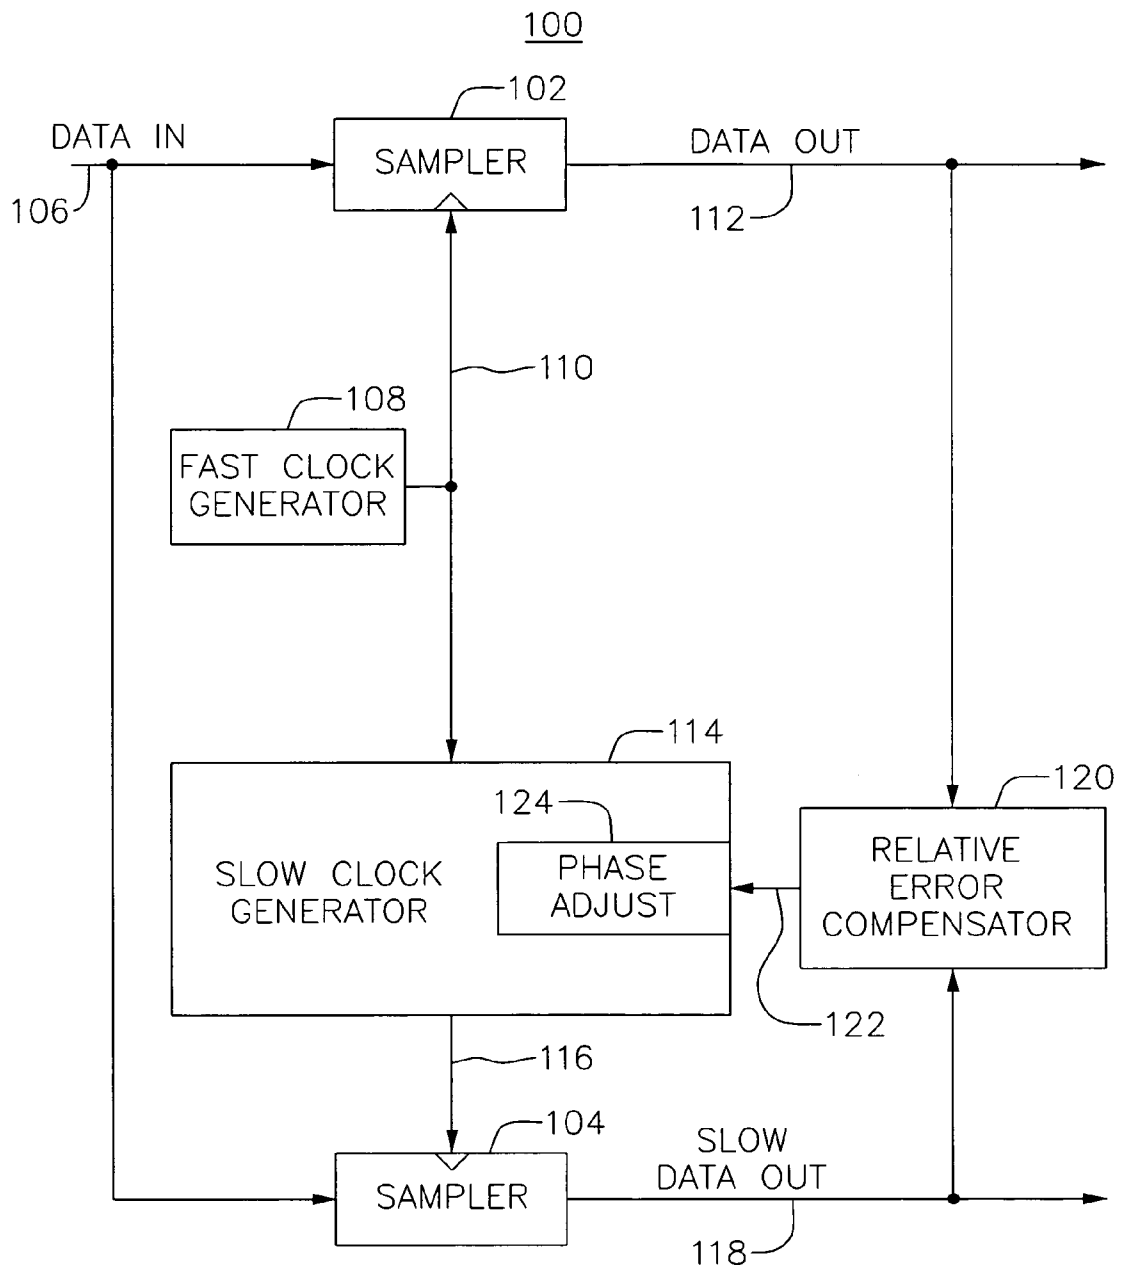 100
102
DATA IN
SAMPLER
DATA OUT
106
112
110
108
FAST CLOCK
GENERATOR
114
120
124
PHASE
ADJUST
SLOW CLOCK
GENERATOR
RELATIVE
ERROR
COMPENSATOR
122
116
104
SLOW
DATA OUT
SAMPLER
118